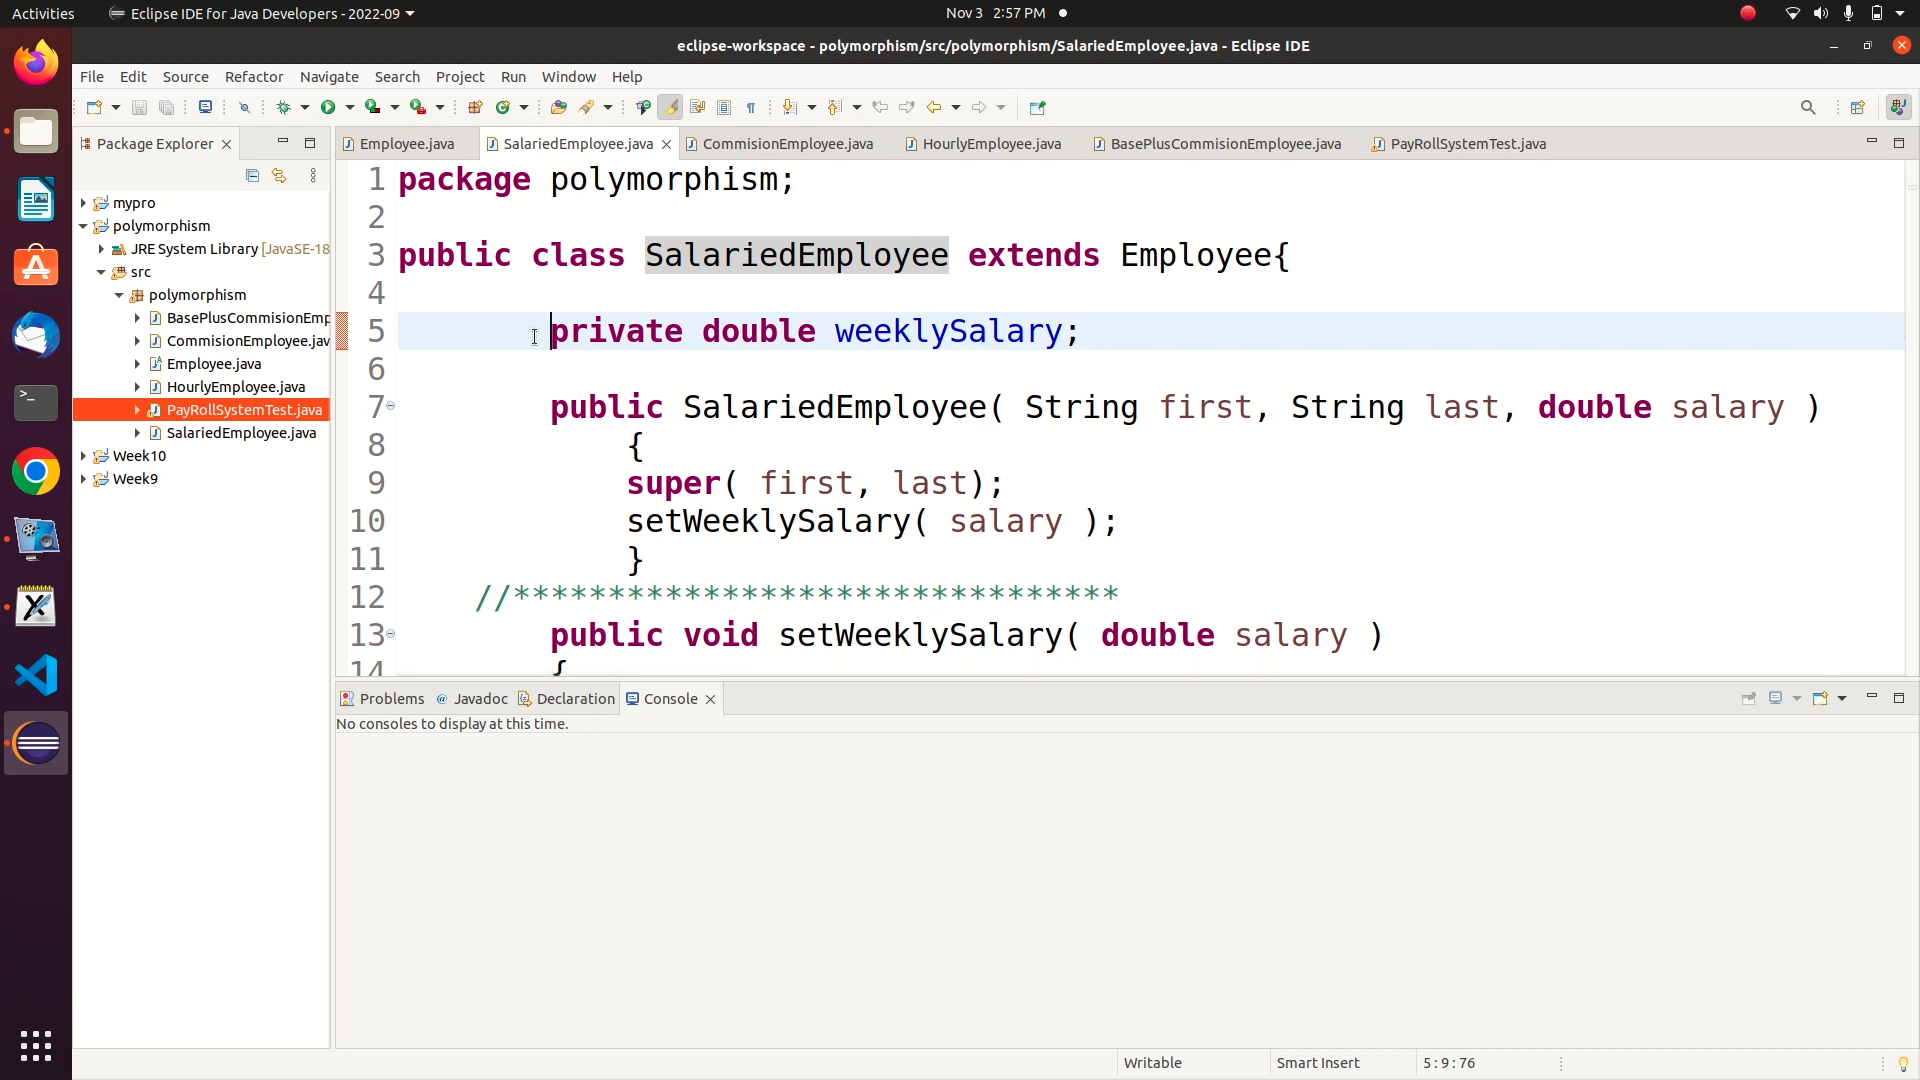 Activities
Eclipse IDE for Java Developers - 2022-09
Nov 3 2:57 PM
eclipse-workspace - polymorphism/src/polymorphism/SalariedEmployee.java - Eclipse IDE
File Edit Source Refactor Navigate Search Project Run Window Help
Package Explorer
Employee.java
SalariedEmployee.java
CommisionEmployee.java
HourlyEmployee.java
BasePlusCommisionEmployee.java
PayRollSystemTest.java
mypro
polymorphism
JRE System Library [JavaSE-18
src
polymorphism
BasePlusCommisionEmp
CommisionEmployee.jav
Employee.java
HourlyEmployee.java
PayRollSystemTest.java
SalariedEmployee.java
Week10
Week9
1 package polymorphism;
2
3 public class SalariedEmployee extends Employee{
4
5 private double weeklySalary;
6
7 public SalariedEmployee( String first, String last, double salary )
8 {
9 super( first, last);
10 setWeeklySalary( salary );
11 }
12 //********************************
13 public void setWeeklySalary( double salary )
14 {
Problems
Javadoc
Declaration
Console
No consoles to display at this time.
Writable
Smart Insert
5 : 9 : 76